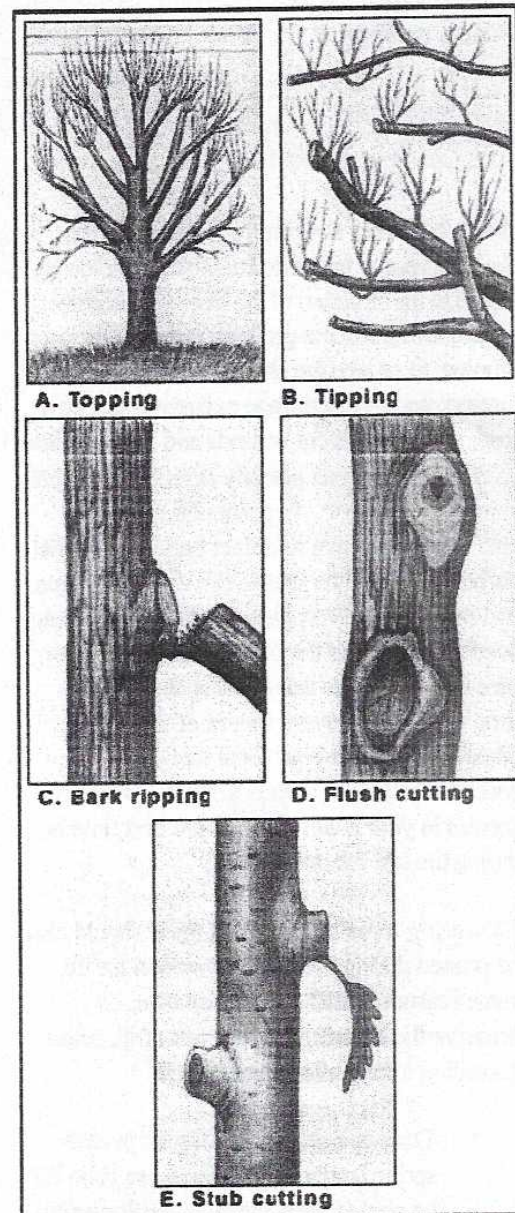 A. Topping
B. Tipping
C. Bark ripping
D. Flush cutting
E. Stub cutting